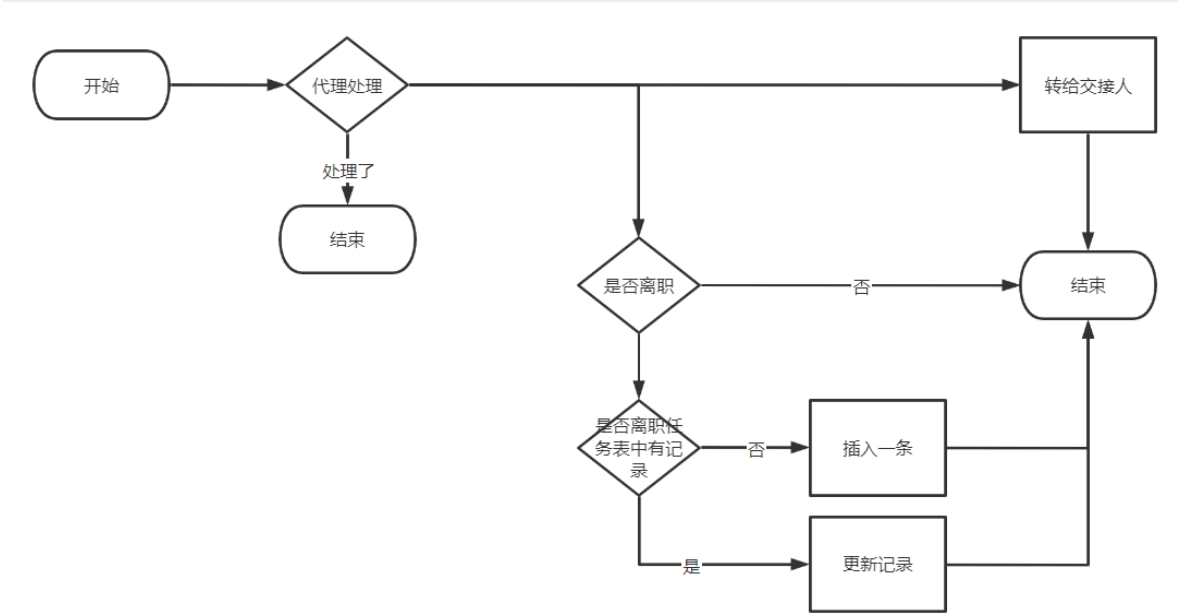 开始
代理处理
转给交接人
处理了
结束
是否离职
否
结束
是否离职任
务表中有记
录
否
插入一条
是
更新记录